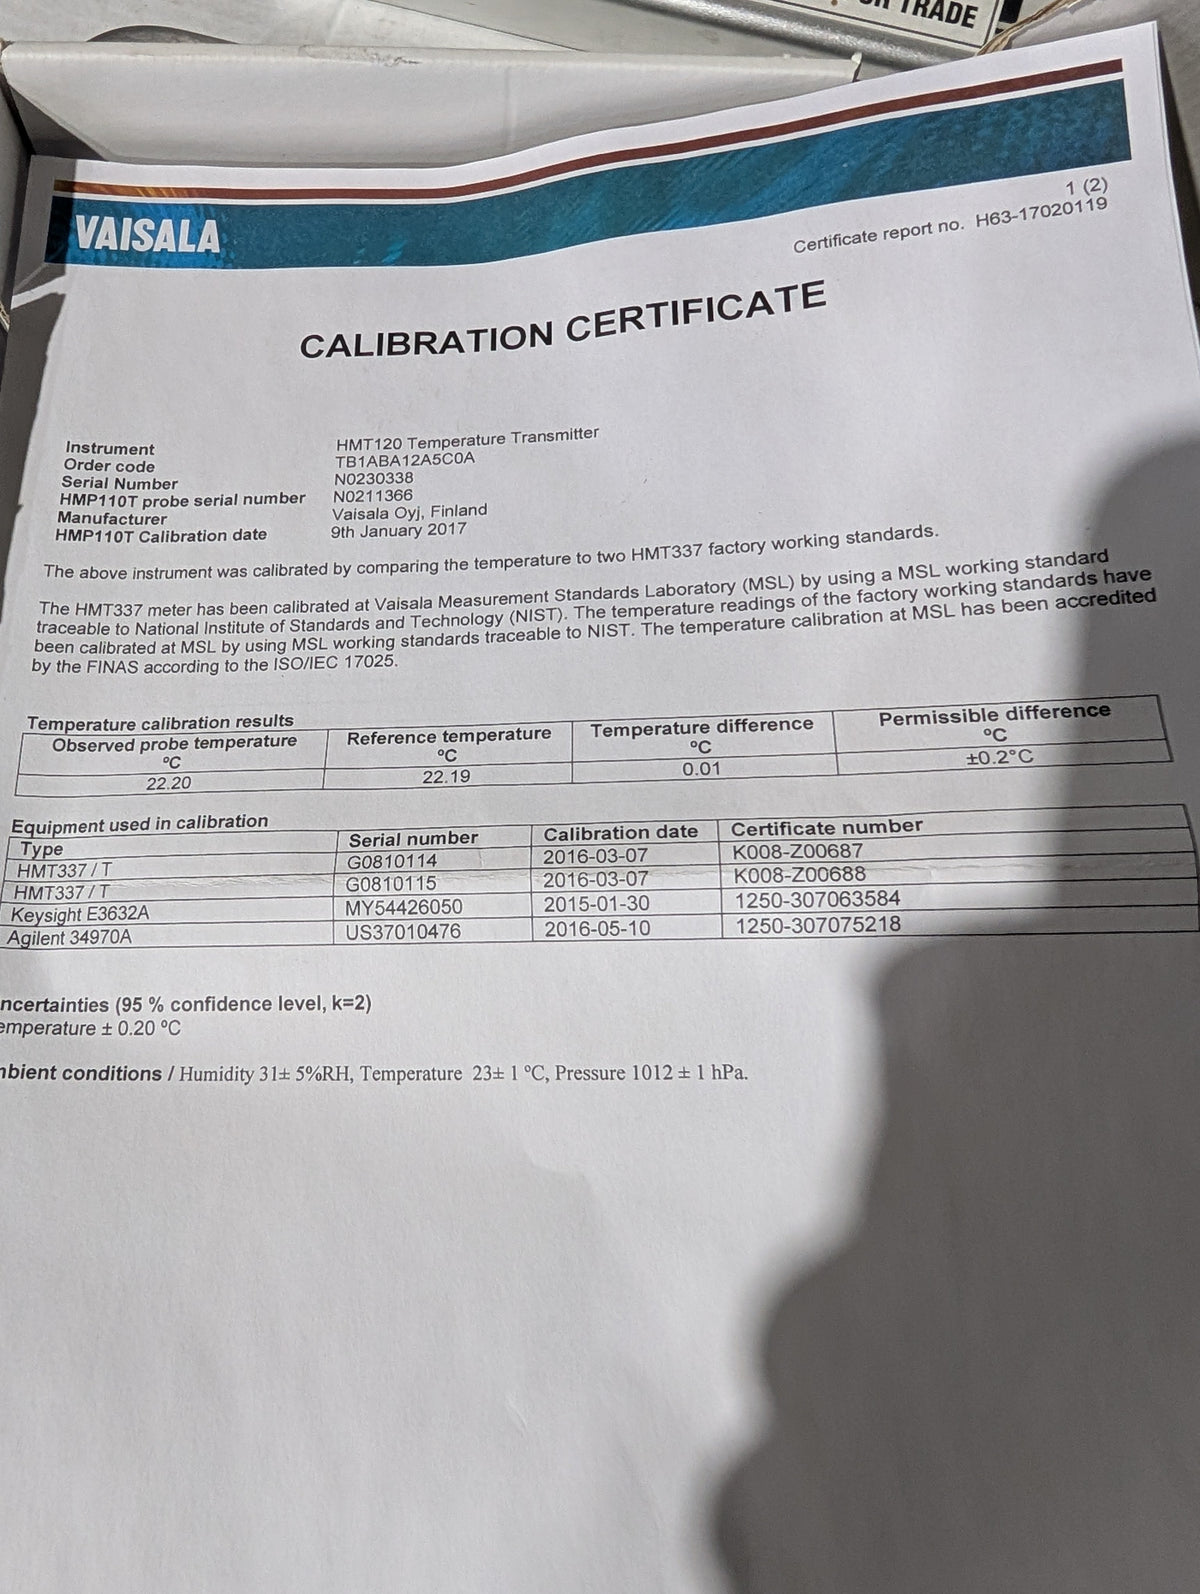 TRADE
VAISALA
1 (2)
Certificate report no. H63-17020119
CALIBRATION CERTIFICATE
Instrument HMT120 Temperature Transmitter
Order code TB1ABA12A5C0A
Serial Number N0230338
HMP110T probe serial number N0211366
Manufacturer Vaisala Oyj, Finland
HMP110T Calibration date 9th January 2017
The above instrument was calibrated by comparing the temperature to two HMT337 factory working standards.
The HMT337 meter has been calibrated at Vaisala Measurement Standards Laboratory (MSL) by using a MSL working standard
traceable to National Institute of Standards and Technology (NIST). The temperature readings of the factory working standards have
been calibrated at MSL by using MSL working standards traceable to NIST. The temperature calibration at MSL has been accredited
by the FINAS according to the ISO/IEC 17025.
Temperature calibration results
Observed probe temperature Reference temperature Temperature difference Permissible difference
ºC ºC ºC ºC
22.20 22.19 0.01 ±0.2°C
Equipment used in calibration
Type Serial number Calibration date Certificate number
HMT337 / T G0810114 2016-03-07 K008-Z00687
HMT337 / T G0810115 2016-03-07 K008-Z00688
Keysight E3632A MY54426050 2015-01-30 1250-307063584
Agilent 34970A US37010476 2016-05-10 1250-307075218
ncertainties (95 % confidence level, k=2)
emperature ± 0.20 ºC
bient conditions / Humidity 31± 5%RH, Temperature 23± 1 ºC, Pressure 1012 ± 1 hPa.